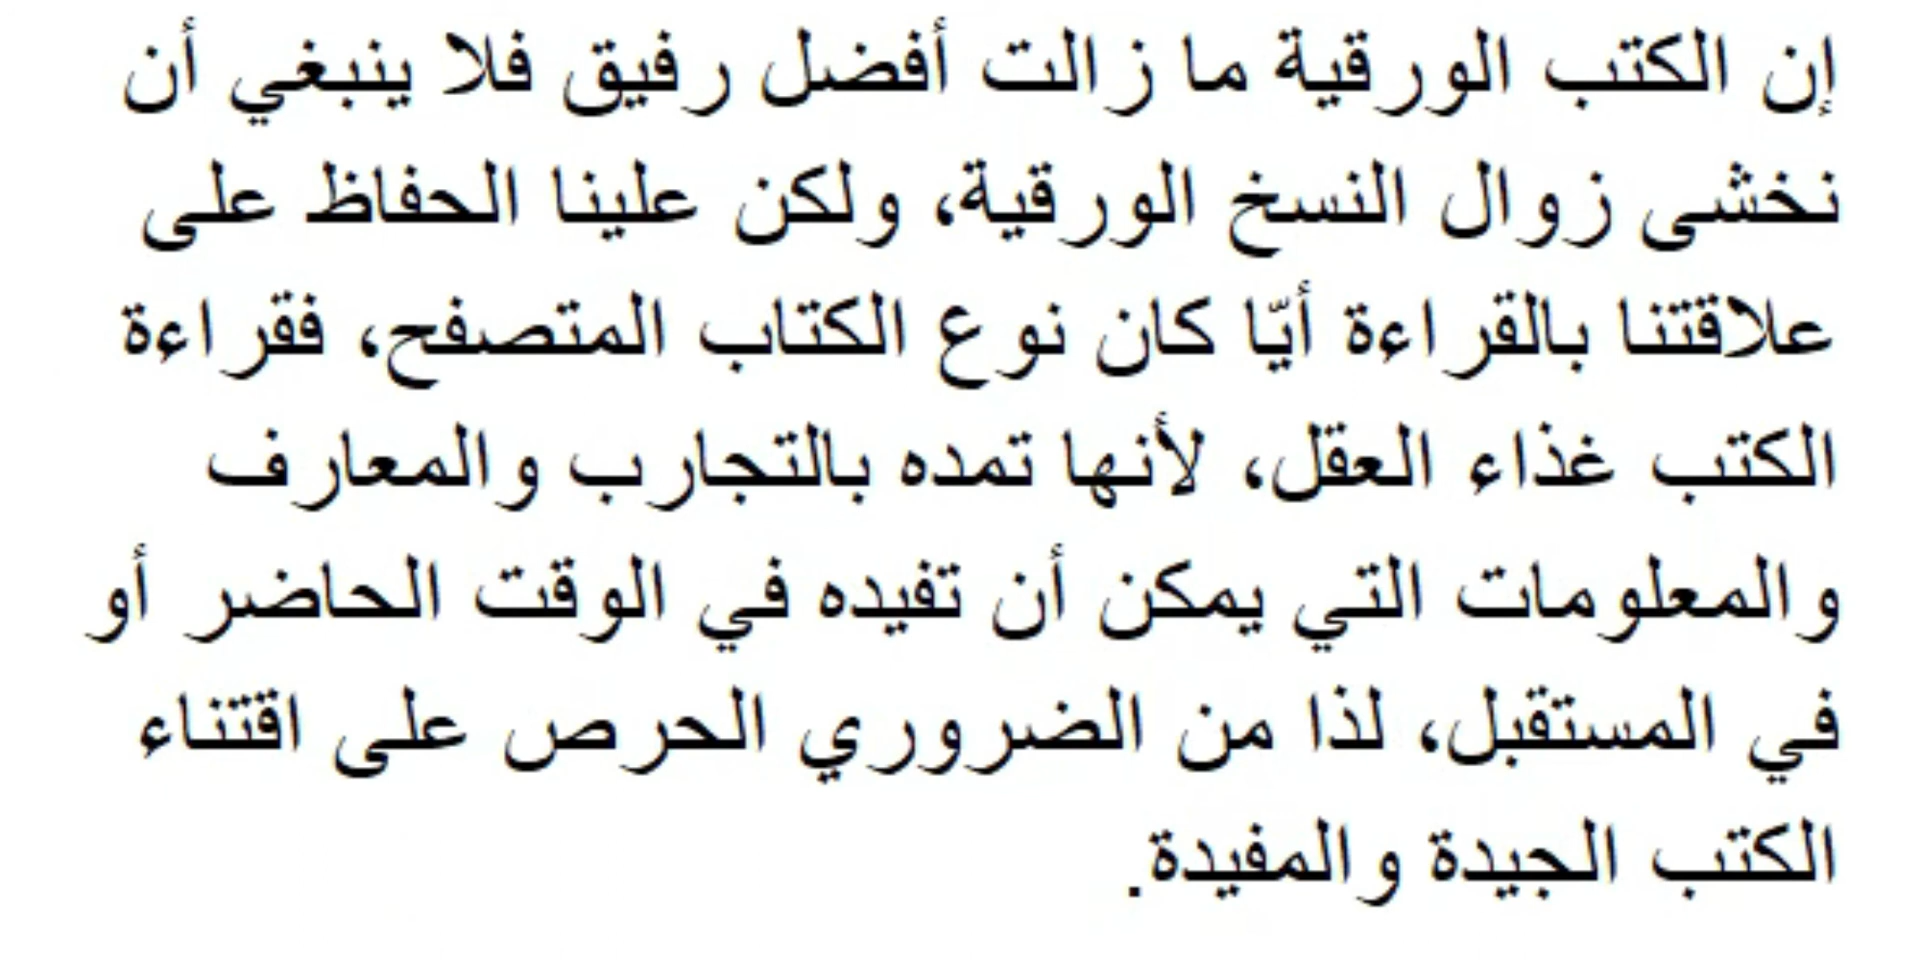 إن الكتب الورقية ما زالت أفضل رفيق فلا ينبغي أن
نخشى زوال النسخ الورقية، ولكن علينا الحفاظ على
علاقتنا بالقراءة أيّا كان نوع الكتاب المتصفح، فقراءة
الكتب غذاء العقل، لأنها تمده بالتجارب والمعارف
والمعلومات التي يمكن أن تفيده في الوقت الحاضر أو
في المستقبل، لذا من الضروري الحرص على اقتناء
الكتب الجيدة والمفيدة.